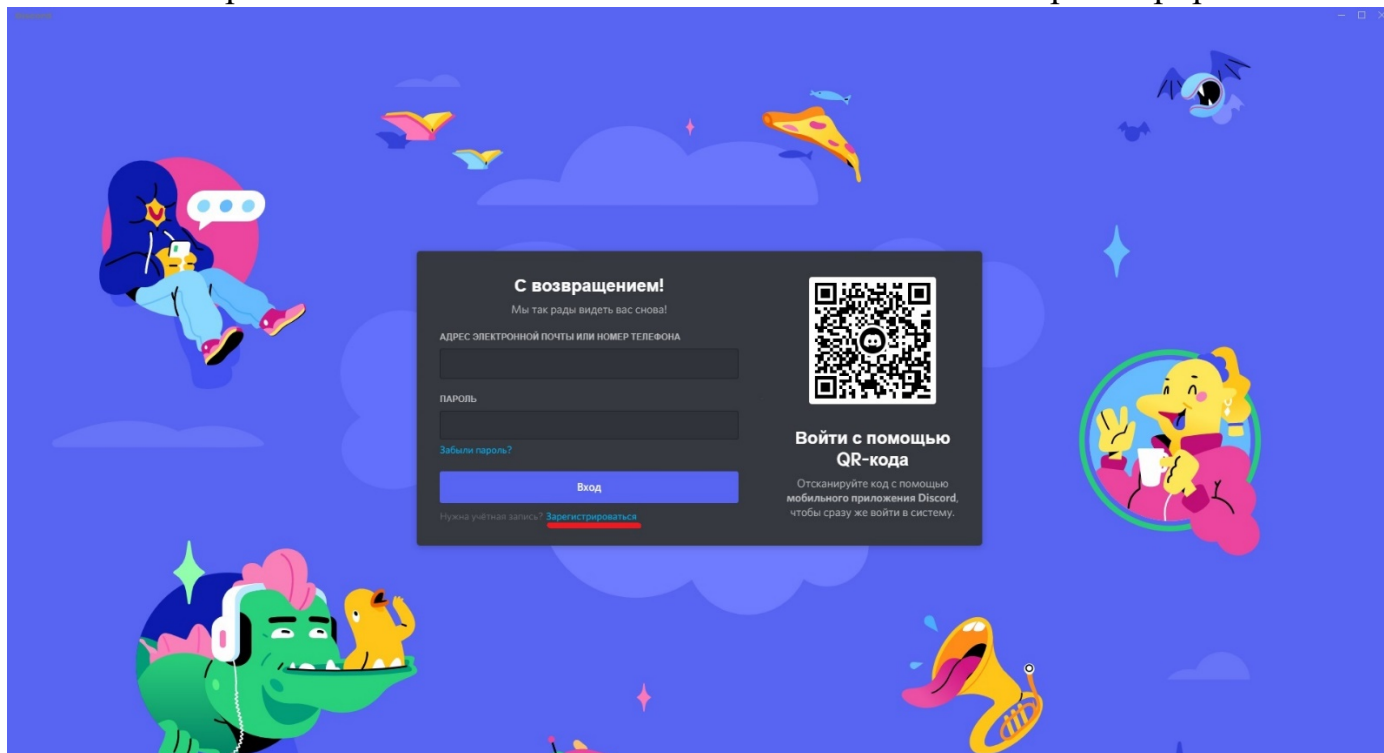 С возвращением!
Мы так рады видеть вас снова!
АДРЕС ЭЛЕКТРОННОЙ ПОЧТЫ ИЛИ НОМЕР ТЕЛЕФОНА
ПАРОЛЬ
Забыли пароль?
Вход
Нужна учётная запись? Зарегистрироваться
Войти с помощью
QR-кода
Отсканируйте код с помощью
мобильного приложения Discord,
чтобы сразу же войти в систему.